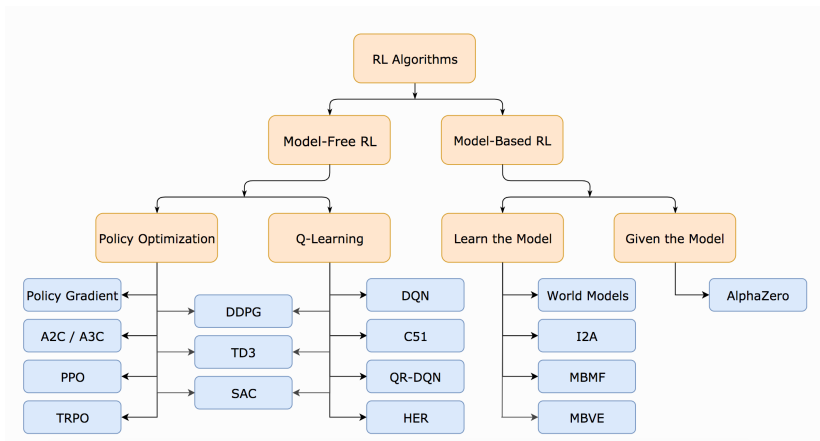 RL Algorithms
Model-Free RL
Model-Based RL
Policy Optimization
Q-Learning
Learn the Model
Given the Model
Policy Gradient
DDPG
DQN
World Models
AlphaZero
A2C / A3C
TD3
C51
I2A
PPO
SAC
QR-DQN
MBMF
TRPO
HER
MBVE